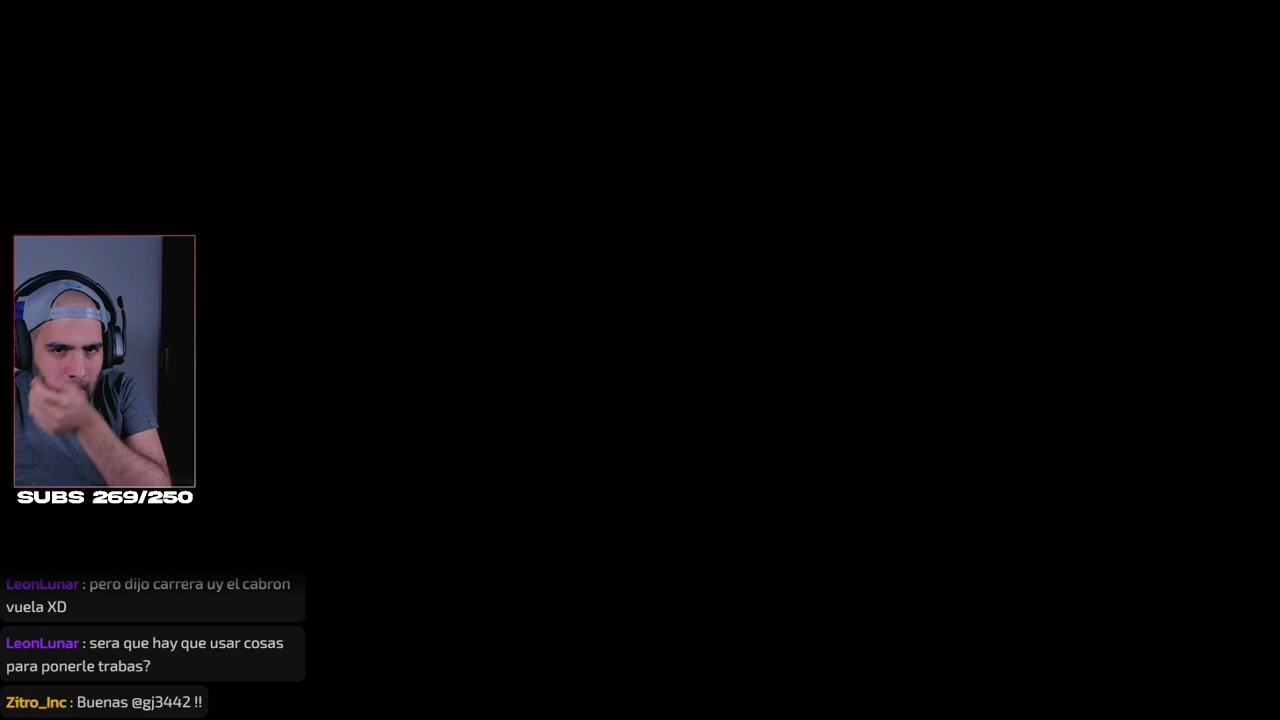 SUBS 269/250
LeonLunar : pero dijo carrera uy el cabron
vuela XD
LeonLunar : sera que hay que usar cosas
para ponerle trabas?
Zitro_Inc : Buenas @gj3442 !!